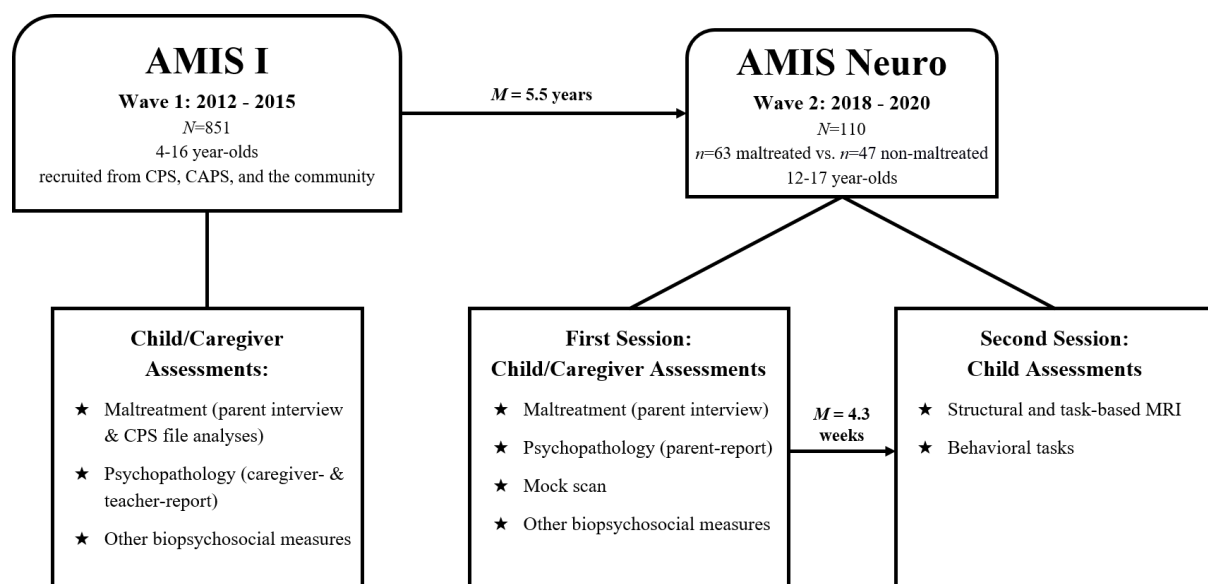 AMIS I
Wave 1: 2012 - 2015
N=851
4-16 year-olds
recruited from CPS, CAPS, and the community
M = 5.5 years
AMIS Neuro
Wave 2: 2018 - 2020
N=110
n=63 maltreated vs. n=47 non-maltreated
12-17 year-olds
Child/Caregiver
Assessments:
★ Maltreatment (parent interview
& CPS file analyses)
★ Psychopathology (caregiver- &
teacher-report)
★ Other biopsychosocial measures
First Session:
Child/Caregiver Assessments
★ Maltreatment (parent interview)
★ Psychopathology (parent-report)
★ Mock scan
★ Other biopsychosocial measures
M = 4.3
weeks
Second Session:
Child Assessments
★ Structural and task-based MRI
★ Behavioral tasks